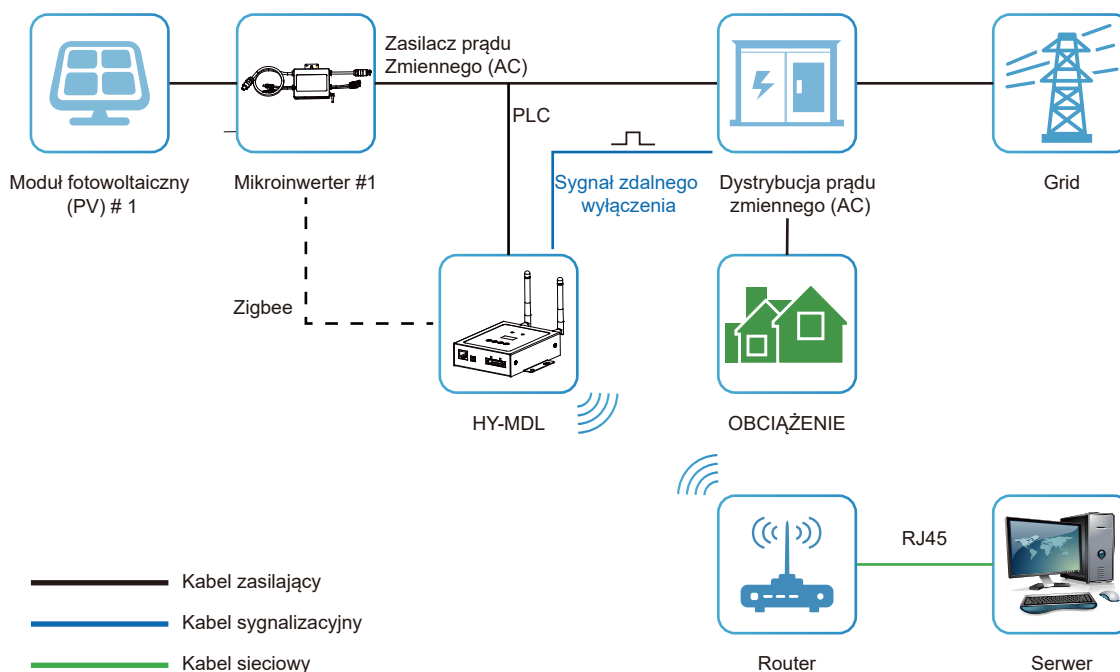 Zasilacz prądu
Zmiennego (AC)
PLC
Moduł fotowoltaiczny
(PV) # 1
Mikroinwerter #1
Sygnał zdalnego
wyłączenia
Dystrybucja prądu
zmiennego (AC)
Grid
Zigbee
HY-MDL
OBCIĄŻENIE
RJ45
Kabel zasilający
Kabel sygnalizacyjny
Kabel sieciowy
Router
Serwer